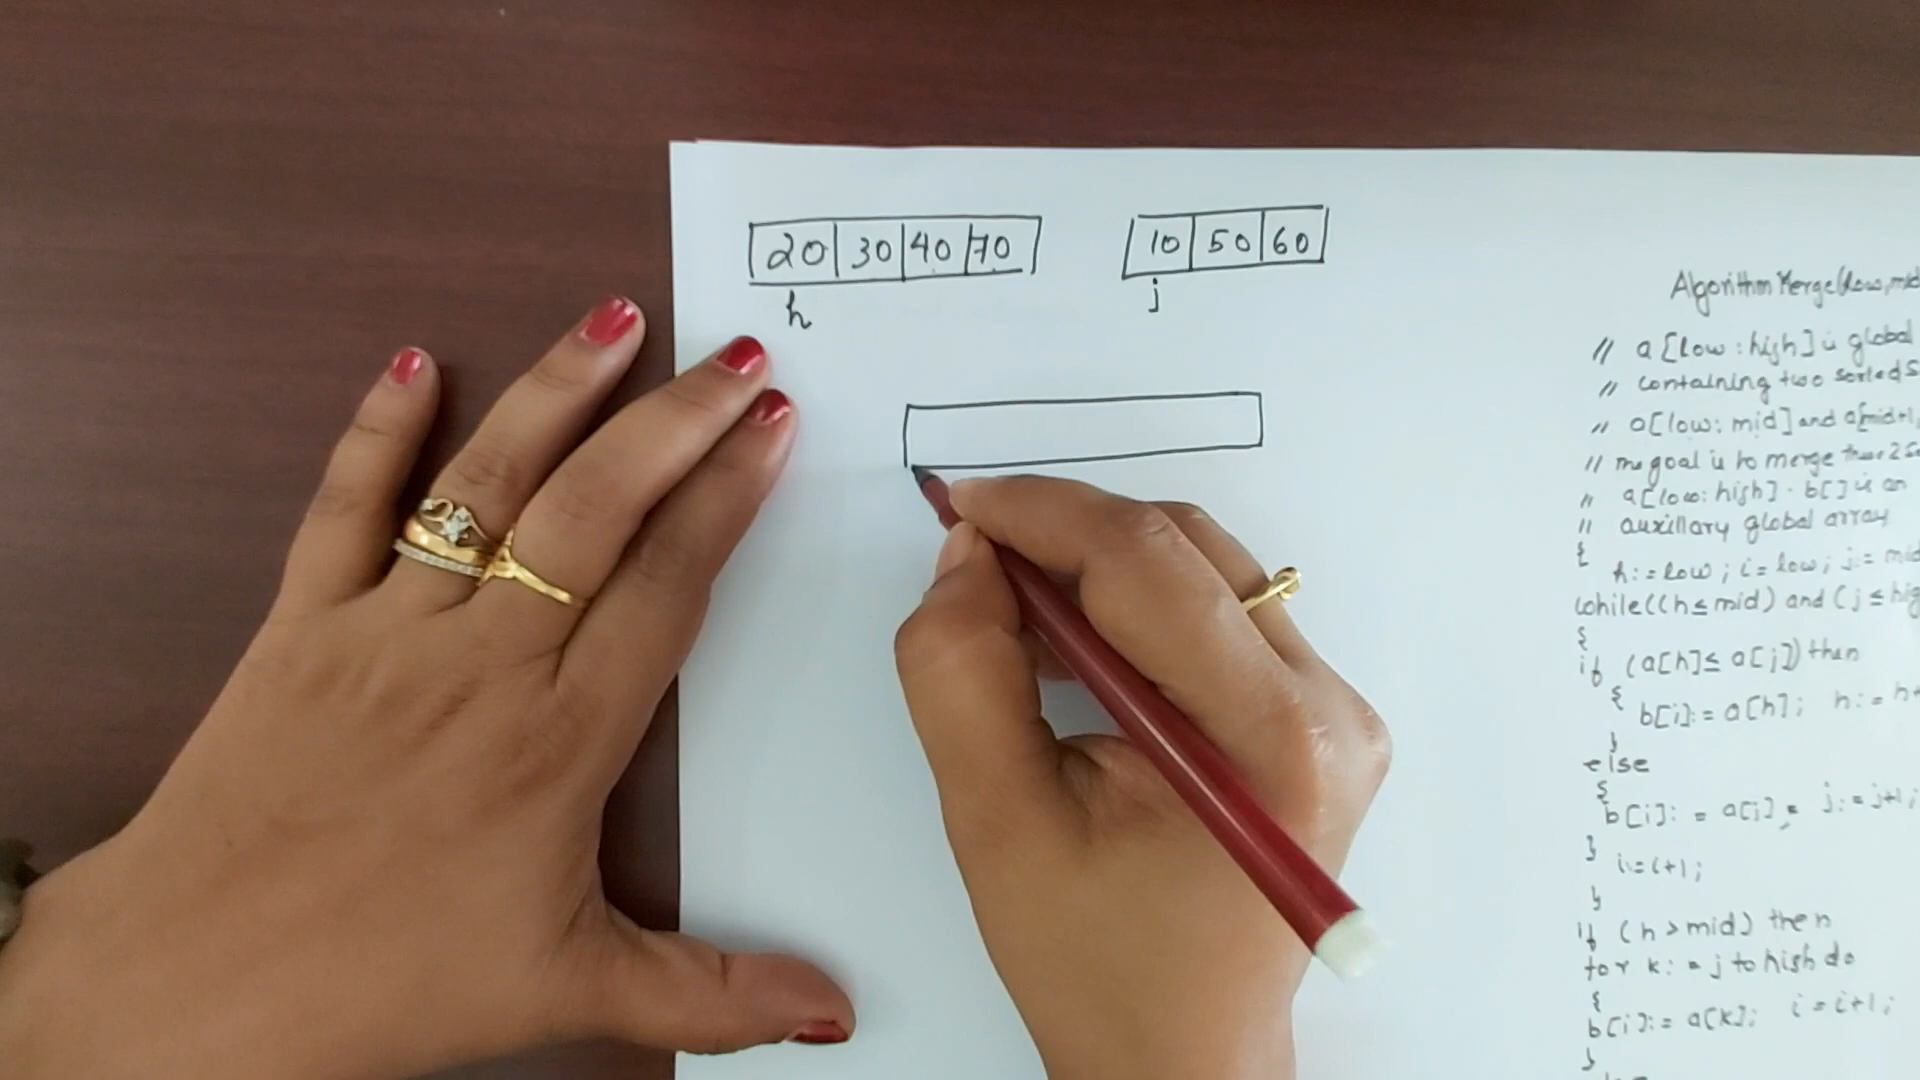 20 30 40 70
10 50 60
h
j
Algorithm Merge(low, mid
// a [low : high] is global
// containing two sorted S
// a[low: mid] and a[mid+1,
// the goal is to merge these 2 S
// a[low: high] . b[] is an
// auxillary global array
{
h: = low ; i = low ; j: = mid
while((h ≤ mid) and (j ≤ hig
{
if (a[h] ≤ a[j]) then
{
b[i]: = a[h]; h: = h+
}
else
{
b[i]: = a[j]; j: = j+1;
}
i = i+1;
}
if (h > mid) then
for k: = j to high do
{
b[i]: = a[k]; i = i+1;
}